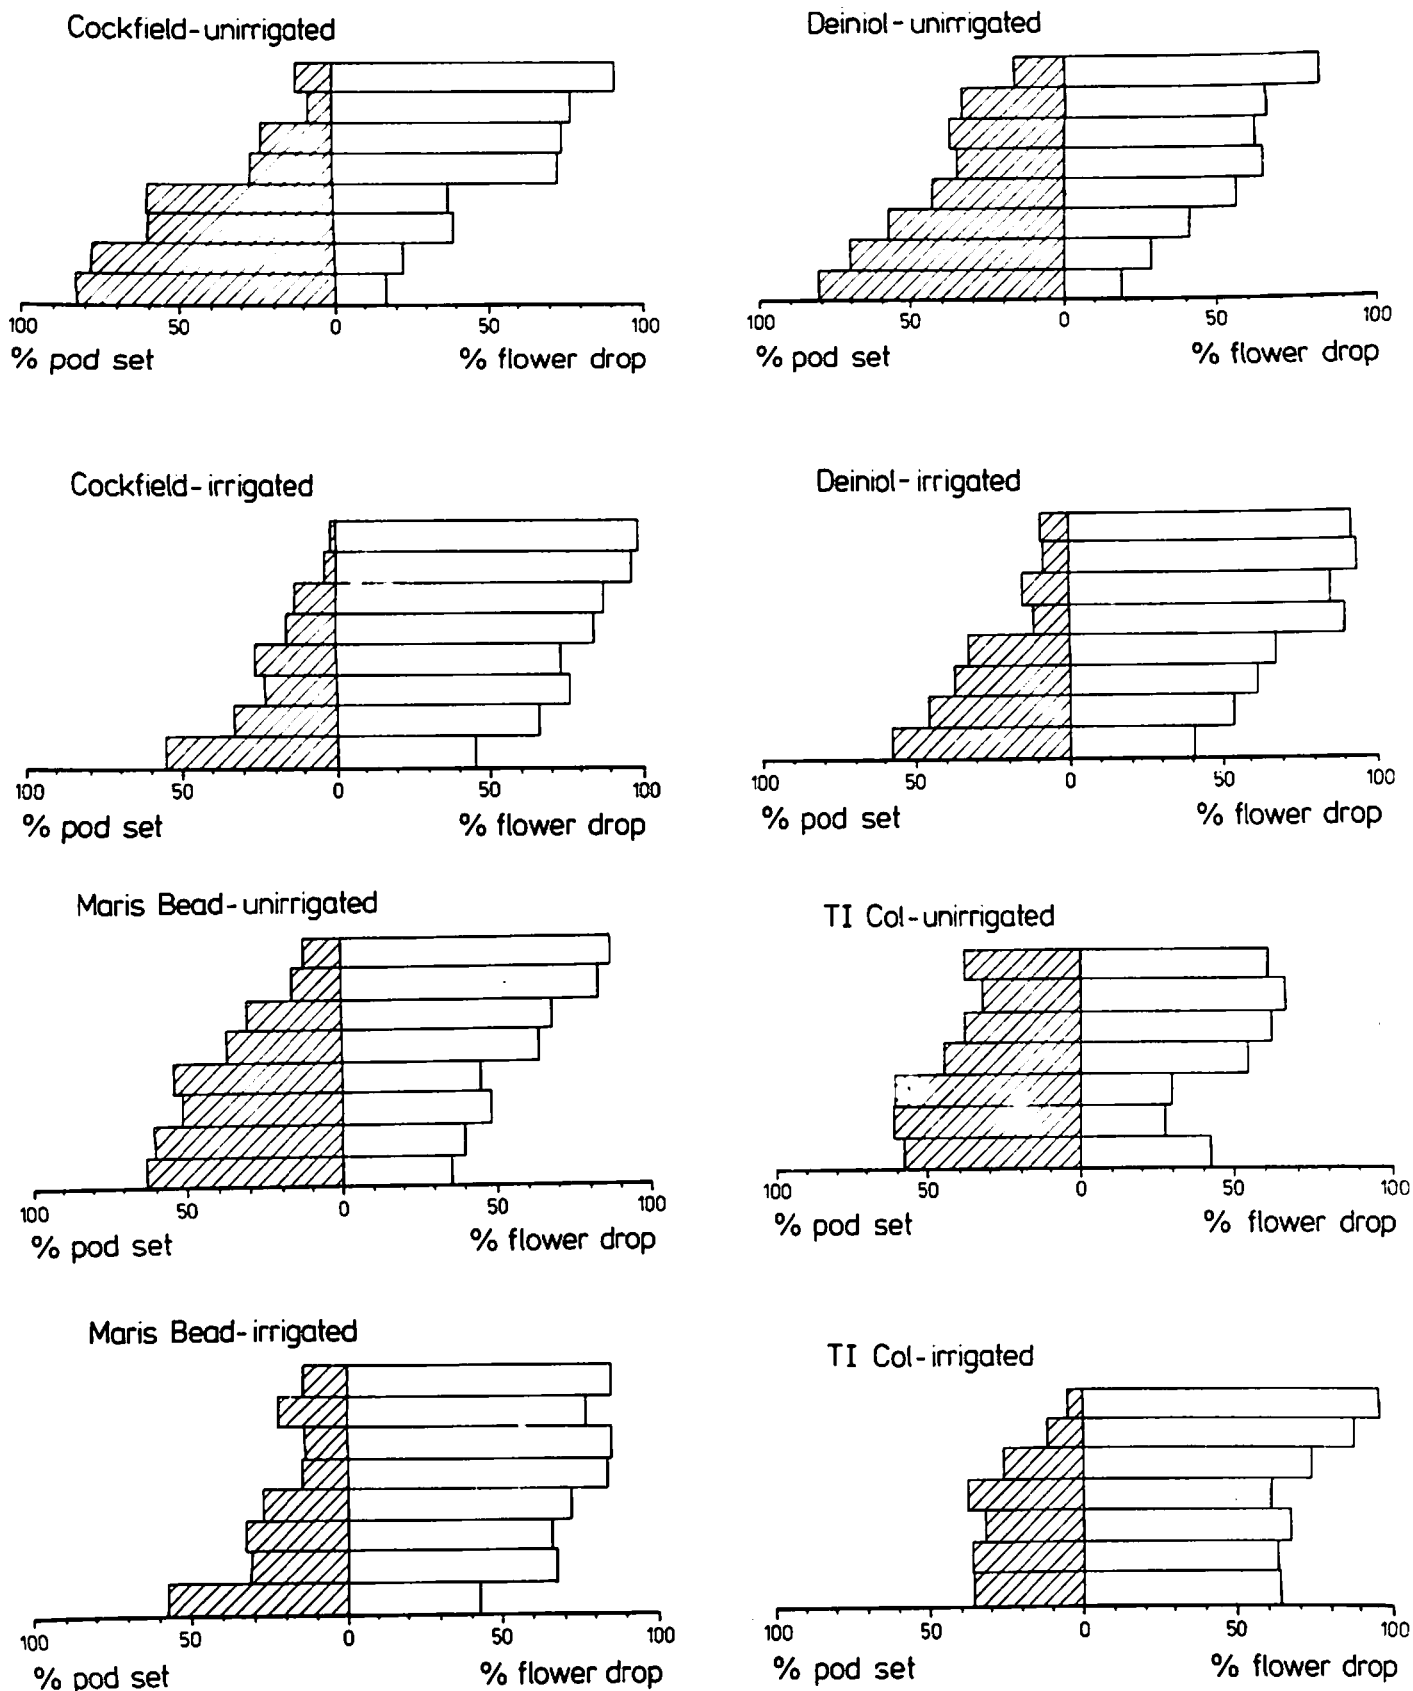 Cockfield-unirrigated
100 50 0 50 100
% pod set % flower drop
Deiniol-unirrigated
100 50 0 50 100
% pod set % flower drop
Cockfield-irrigated
100 50 0 50 100
% pod set % flower drop
Deiniol-irrigated
100 50 0 50 100
% pod set % flower drop
Maris Bead-unirrigated
100 50 0 50 100
% pod set % flower drop
TI Col-unirrigated
100 50 0 50 100
% pod set % flower drop
Maris Bead-irrigated
100 50 0 50 100
% pod set % flower drop
TI Col-irrigated
100 50 0 50 100
% pod set % flower drop